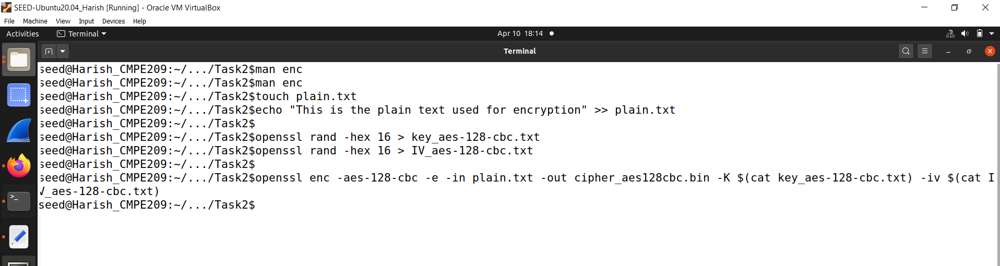 SEED-Ubuntu20.04_Harish [Running] - Oracle VM VirtualBox
File Machine View Input Devices Help
Activities Terminal Apr 10 18:14
Terminal
seed@Harish_CMPE209:~/.../Task2$man enc
seed@Harish_CMPE209:~/.../Task2$man enc
seed@Harish_CMPE209:~/.../Task2$touch plain.txt
seed@Harish_CMPE209:~/.../Task2$echo "This is the plain text used for encryption" >> plain.txt
seed@Harish_CMPE209:~/.../Task2$
seed@Harish_CMPE209:~/.../Task2$openssl rand -hex 16 > key_aes-128-cbc.txt
seed@Harish_CMPE209:~/.../Task2$openssl rand -hex 16 > IV_aes-128-cbc.txt
seed@Harish_CMPE209:~/.../Task2$
seed@Harish_CMPE209:~/.../Task2$openssl enc -aes-128-cbc -e -in plain.txt -out cipher_aes128cbc.bin -K $(cat key_aes-128-cbc.txt) -iv $(cat I
V_aes-128-cbc.txt)
seed@Harish_CMPE209:~/.../Task2$